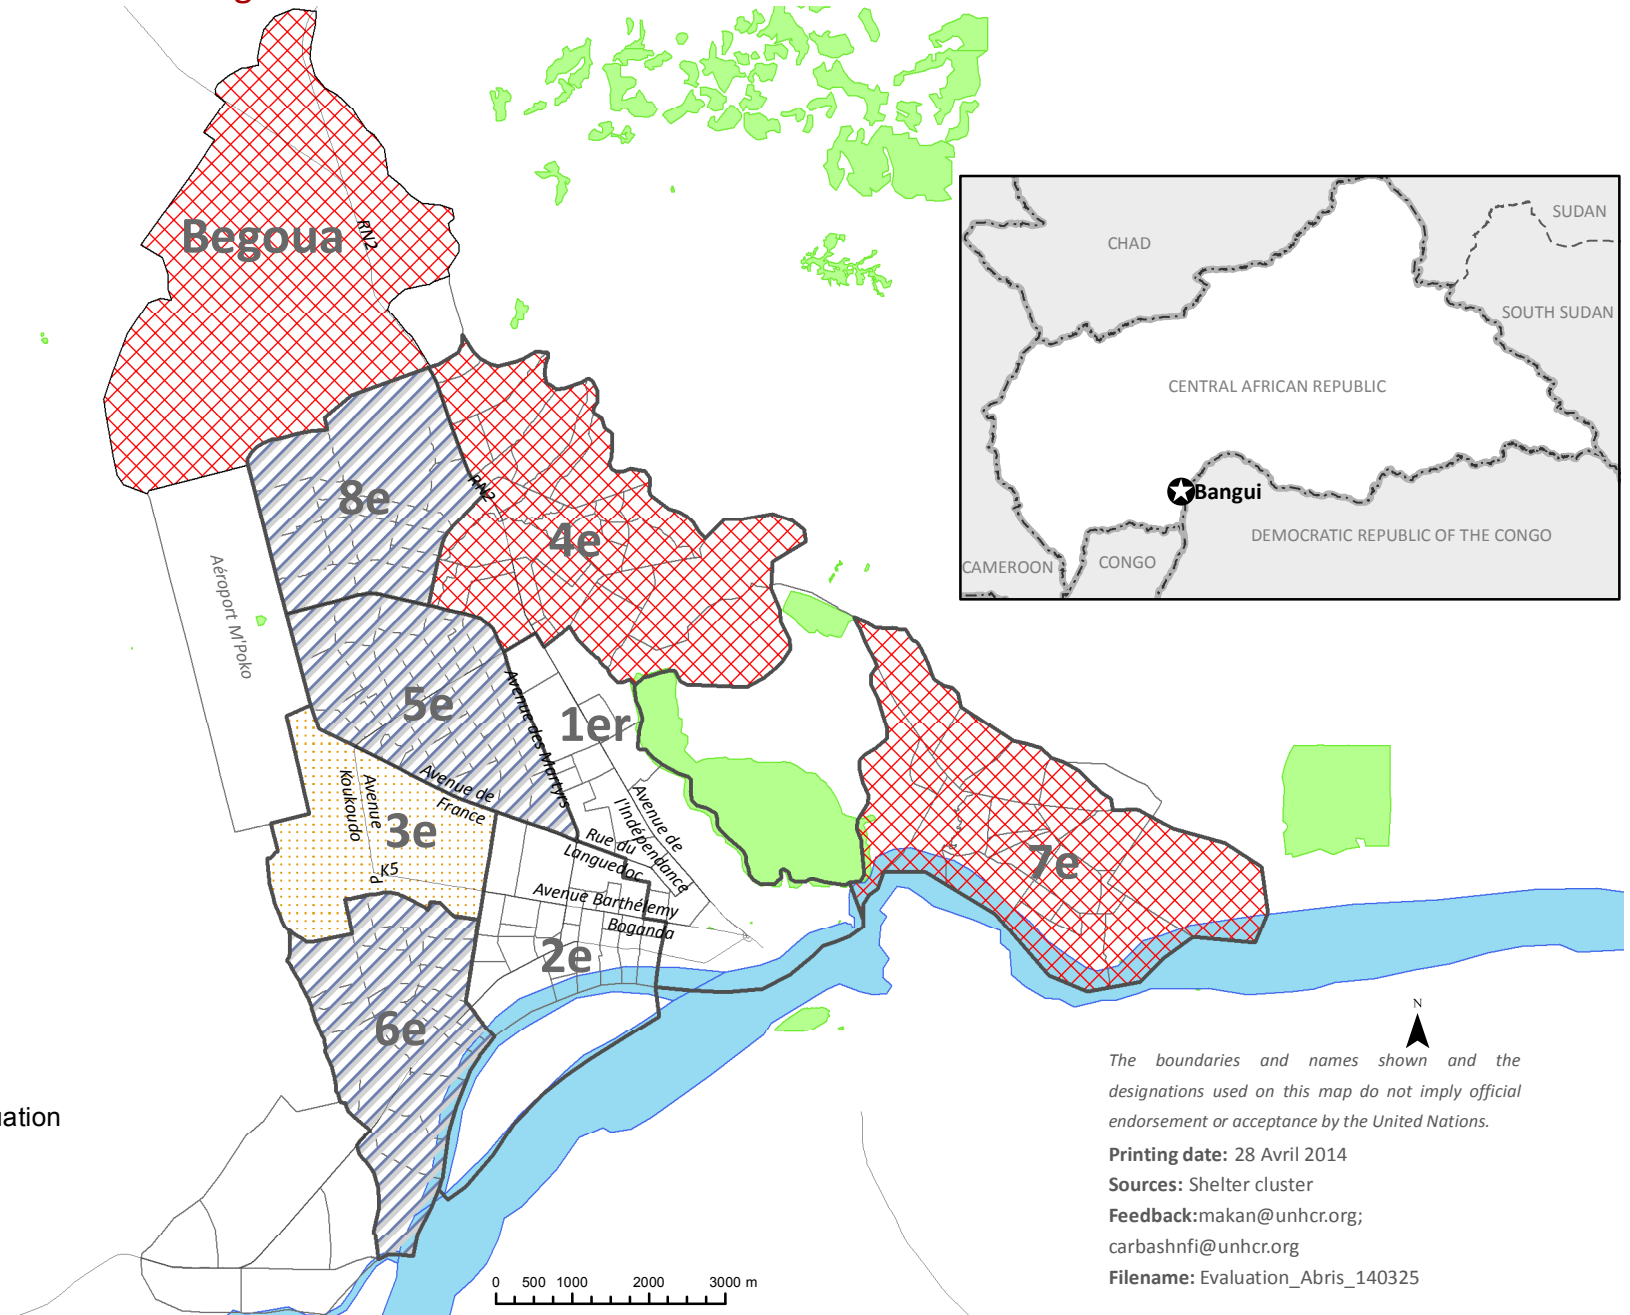 Begoua
RN2
8e
RN2
4e
Aéroport M'Poko
5e
1er
Avenue des Martyrs
Avenue de
France
Avenue
Koukoudo
3e
PK5
Rue du
Languedoc
Avenue de
l'Indépendance
Avenue Barthélemy
Boganda
2e
6e
7e
CHAD
SUDAN
SOUTH SUDAN
CENTRAL AFRICAN REPUBLIC
Bangui
DEMOCRATIC REPUBLIC OF THE CONGO
CAMEROON
CONGO
N
The boundaries and names shown and the
designations used on this map do not imply official
endorsement or acceptance by the United Nations.
Printing date: 28 Avril 2014
Sources: Shelter cluster
Feedback:makan@unhcr.org;
carbashnfi@unhcr.org
Filename: Evaluation_Abris_140325
0 500 1000 2000 3000 m